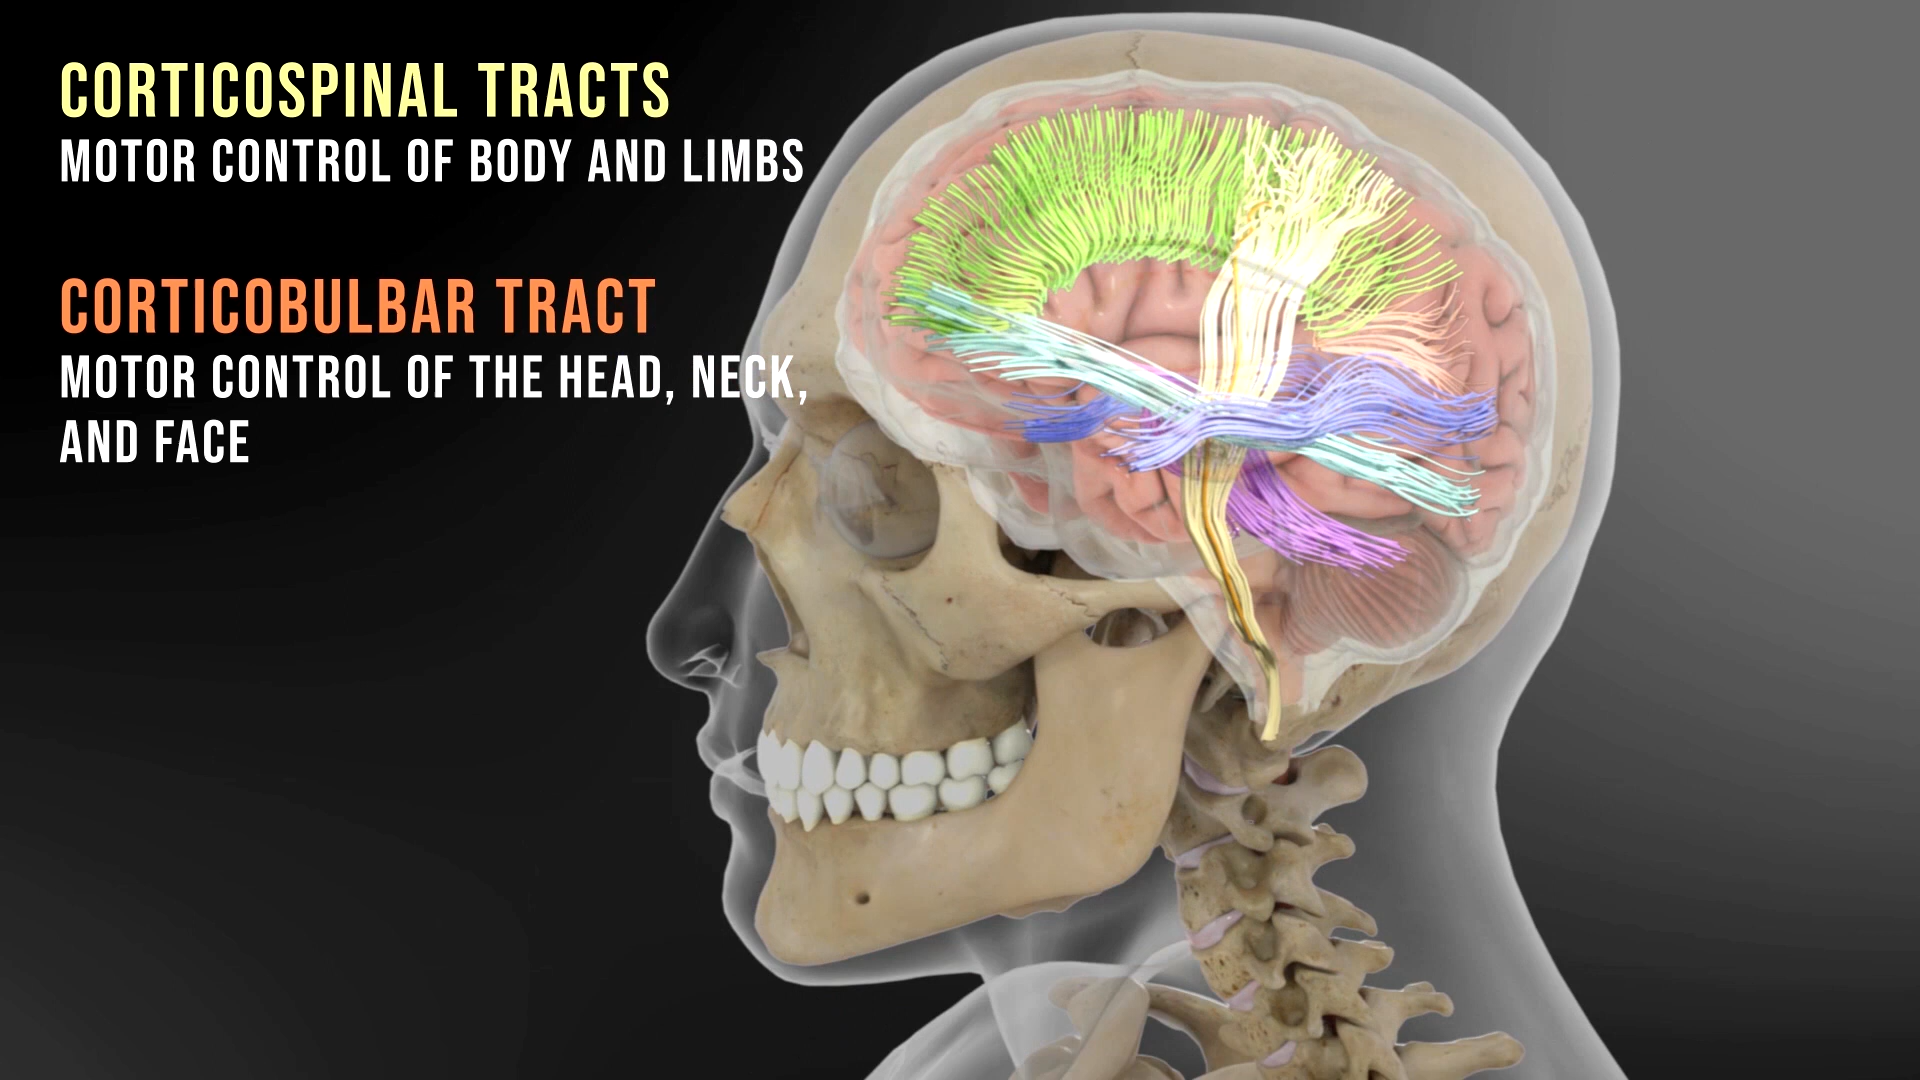 CORTICOSPINAL TRACTS
MOTOR CONTROL OF BODY AND LIMBS
CORTICOBULBAR TRACT
MOTOR CONTROL OF THE HEAD, NECK,
AND FACE